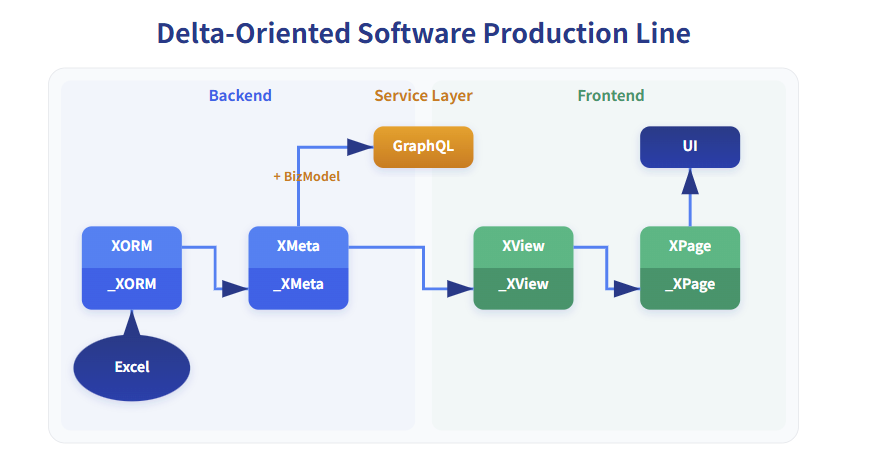 Delta-Oriented Software Production Line
Backend
Service Layer
Frontend
GraphQL
UI
+ BizModel
XORM
_XORM
XMeta
_XMeta
XView
_XView
XPage
_XPage
Excel